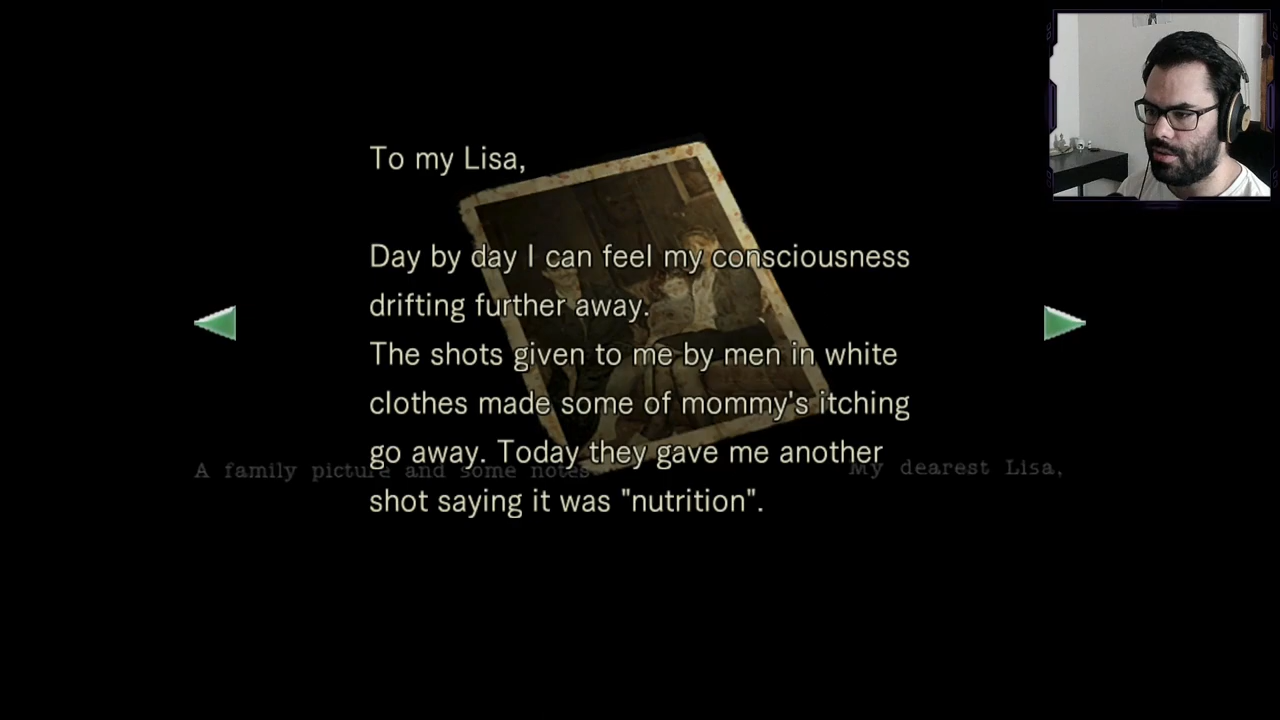 To my Lisa,
Day by day I can feel my consciousness
drifting further away.
The shots given to me by men in white
clothes made some of mommy's itching
go away. Today they gave me another
shot saying it was "nutrition".
A family picture and some notes
My dearest Lisa,